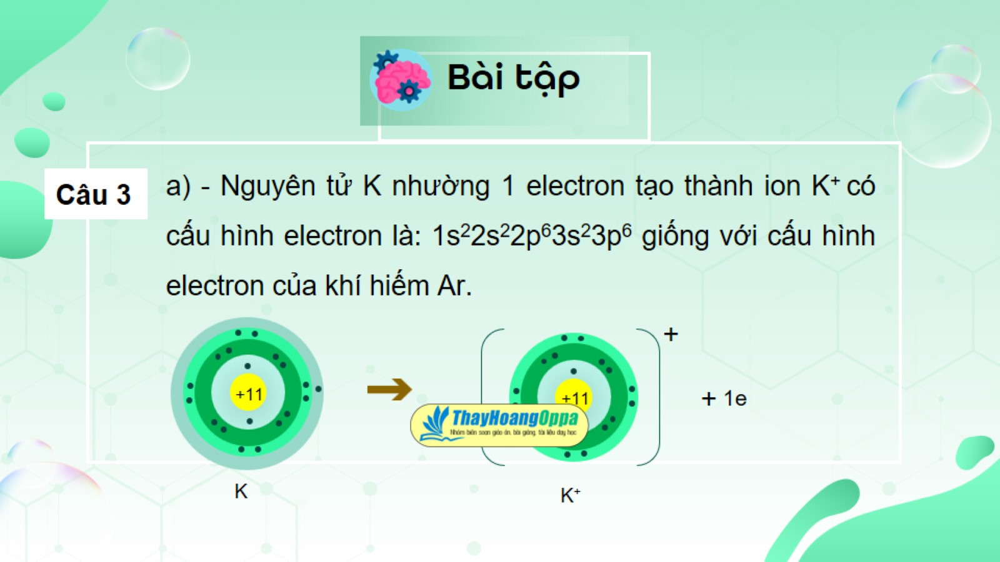 Bài tập
Câu 3
a) - Nguyên tử K nhường 1 electron tạo thành ion K⁺ có
cấu hình electron là: 1s²2s²2p⁶3s²3p⁶ giống với cấu hình
electron của khí hiếm Ar.
+
+11
+11
+ 1e
ThayHoangOppa
Nhóm biên soạn giáo án, bài giảng, tài liệu dạy học
K
K⁺